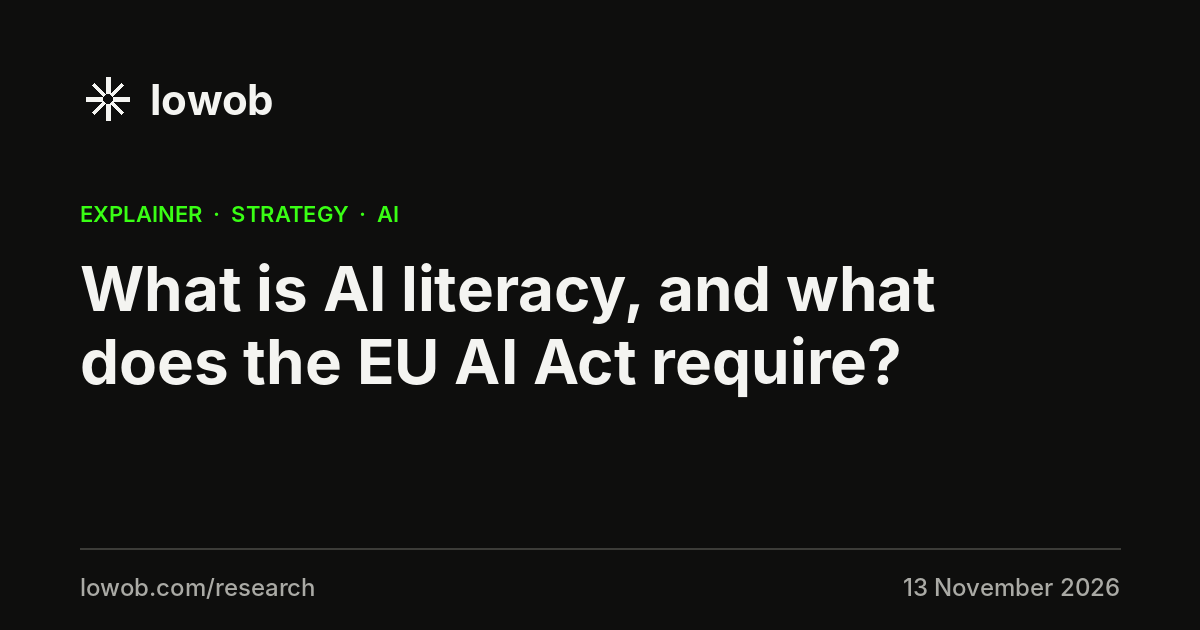 lowob
EXPLAINER · STRATEGY · AI
What is AI literacy, and what
does the EU AI Act require?
lowob.com/research
13 November 2026